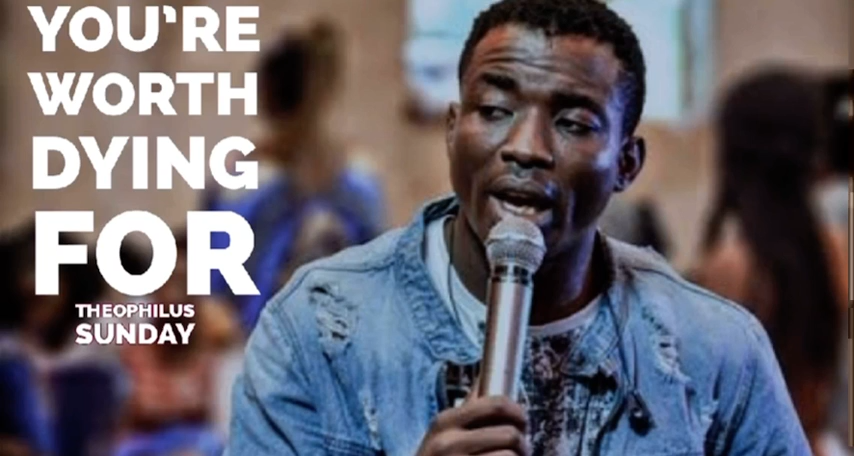 YOU'RE
WORTH
DYING
FOR
THEOPHILUS
SUNDAY